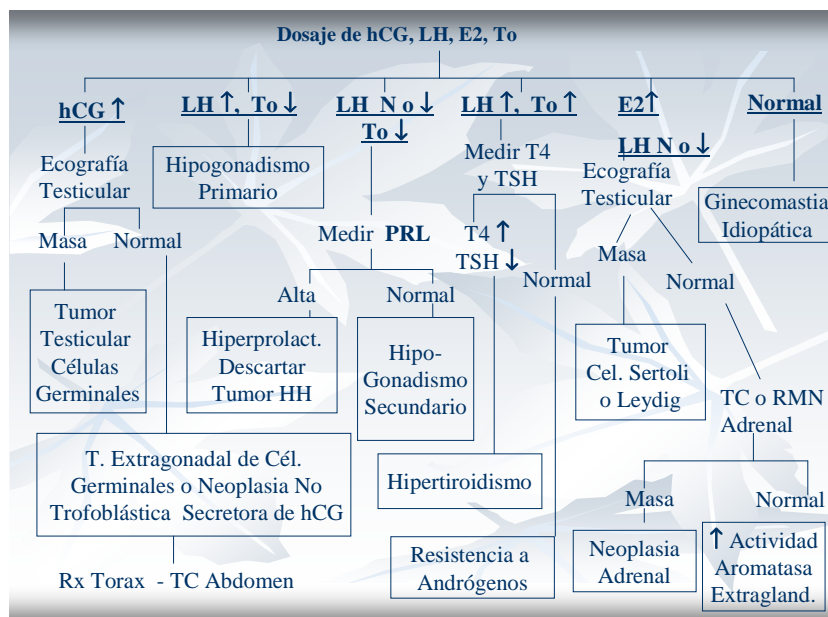 Dosaje de hCG, LH, E2, To
hCG ↑
Ecografía
Testicular
Masa
Normal
Tumor
Testicular
Células
Germinales
T. Extragonadal de Cél.
Germinales o Neoplasia No
Trofoblástica Secretora de hCG
Rx Torax - TC Abdomen
LH ↑, To ↓
Hipogonadismo
Primario
LH N o ↓
To ↓
Medir PRL
Alta
Normal
Hiperprolact.
Descartar
Tumor HH
Hipo-
Gonadismo
Secundario
LH ↑, To ↑
Medir T4
y TSH
T4 ↑
TSH ↓
Normal
Hipertiroidismo
Resistencia a
Andrógenos
E2↑
LH N o ↓
Ecografía
Testicular
Masa
Normal
Tumor
Cel. Sertoli
o Leydig
TC o RMN
Adrenal
Masa
Normal
Neoplasia
Adrenal
↑ Actividad
Aromatasa
Extragland.
Normal
Ginecomastia
Idiopática